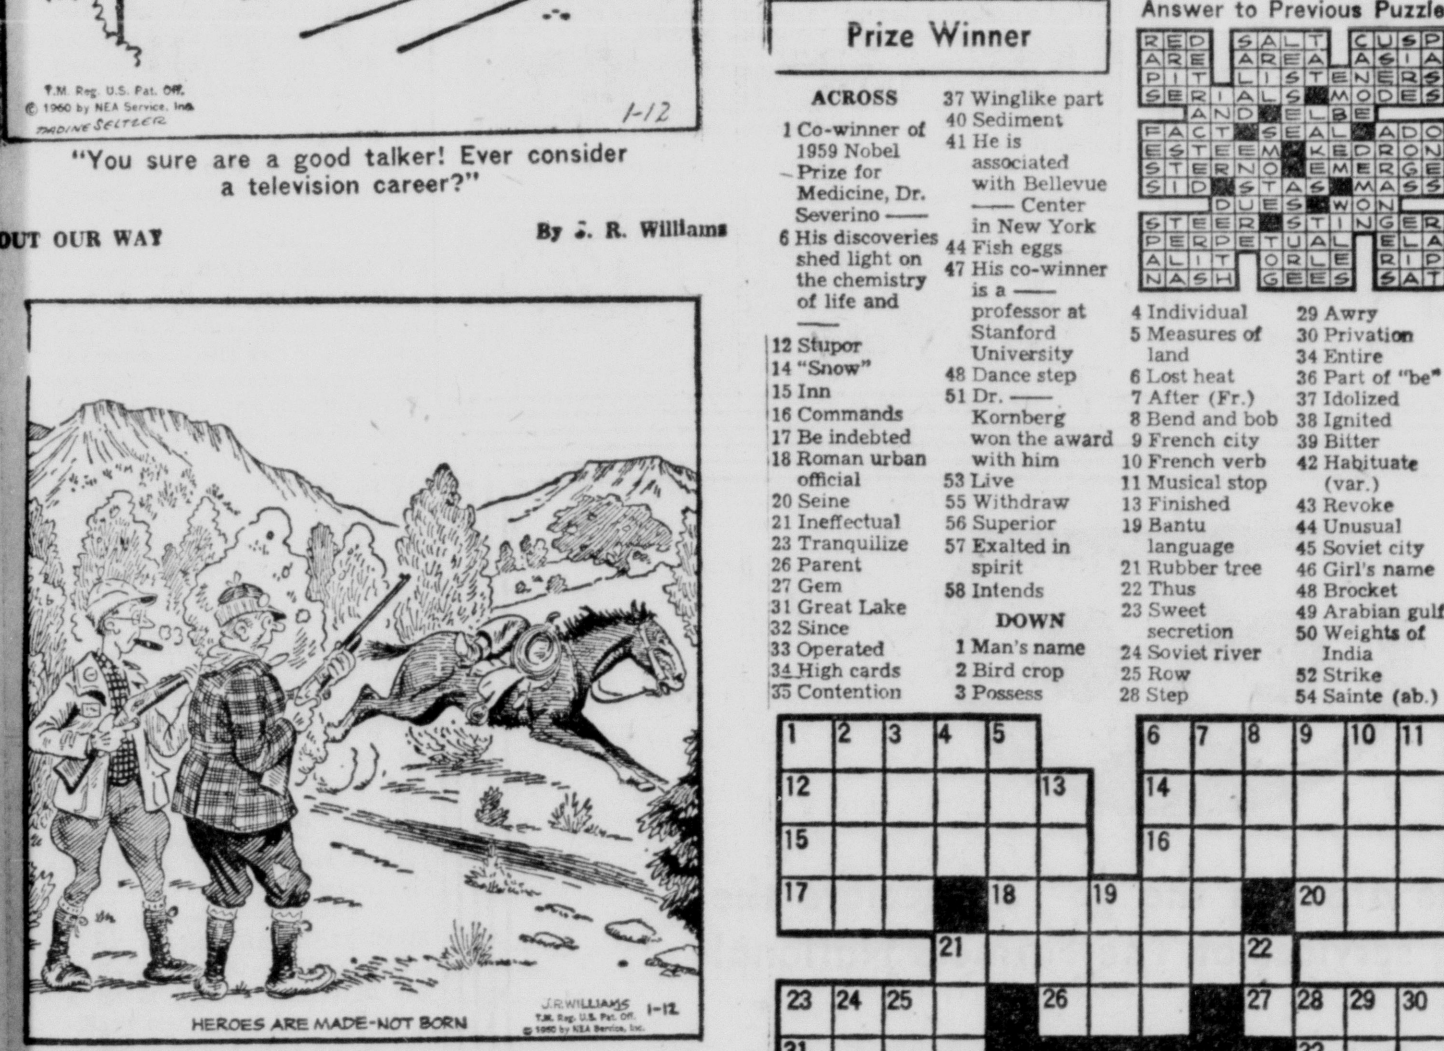 T.M. Reg. U.S. Pat. Off.
© 1960 by NEA Service, Inc.
NADINE SELTZER
1-12
"You sure are a good talker! Ever consider
a television career?"
OUT OUR WAY
By J. R. Williams
HEROES ARE MADE-NOT BORN
J.R.WILLIAMS
T.M. Reg. U.S. Pat. Off.
© 1960 by NEA Service, Inc.
1-12
Prize Winner
ACROSS
1 Co-winner of
1959 Nobel
Prize for
Medicine, Dr.
Severino —
6 His discoveries
shed light on
the chemistry
of life and
—
12 Stupor
14 "Snow"
15 Inn
16 Commands
17 Be indebted
18 Roman urban
official
20 Seine
21 Ineffectual
23 Tranquilize
26 Parent
27 Gem
31 Great Lake
32 Since
33 Operated
34 High cards
35 Contention
37 Winglike part
40 Sediment
41 He is
associated
with Bellevue
— Center
in New York
44 Fish eggs
47 His co-winner
is a —
professor at
Stanford
University
48 Dance step
51 Dr. —
Kornberg
won the award
with him
53 Live
55 Withdraw
56 Superior
57 Exalted in
spirit
58 Intends
DOWN
1 Man's name
2 Bird crop
3 Possess
Answer to Previous Puzzle
RED SALT CUSP
ARE AREA ASIA
PIT LISTENERS
SERIALS MODES
AND ELBE
FACT SEAL ADO
ESTEEM KEDRON
STERNO EMERGE
SID STAS MASS
DUES WON
STEER STINGER
PERPETUAL ELA
ALIT ORLE RIP
NASH GEES SAT
4 Individual
5 Measures of
land
6 Lost heat
7 After (Fr.)
8 Bend and bob
9 French city
10 French verb
11 Musical stop
13 Finished
19 Bantu
language
21 Rubber tree
22 Thus
23 Sweet
secretion
24 Soviet river
25 Row
28 Step
29 Awry
30 Privation
34 Entire
36 Part of "be"
37 Idolized
38 Ignited
39 Bitter
42 Habituate
(var.)
43 Revoke
44 Unusual
45 Soviet city
46 Girl's name
48 Brocket
49 Arabian gulf
50 Weights of
India
52 Strike
54 Sainte (ab.)
1 2 3 4 5 6 7 8 9 10 11
12 13 14
15 16
17 18 19 20
21 22
23 24 25 26 27 28 29 30
31 32